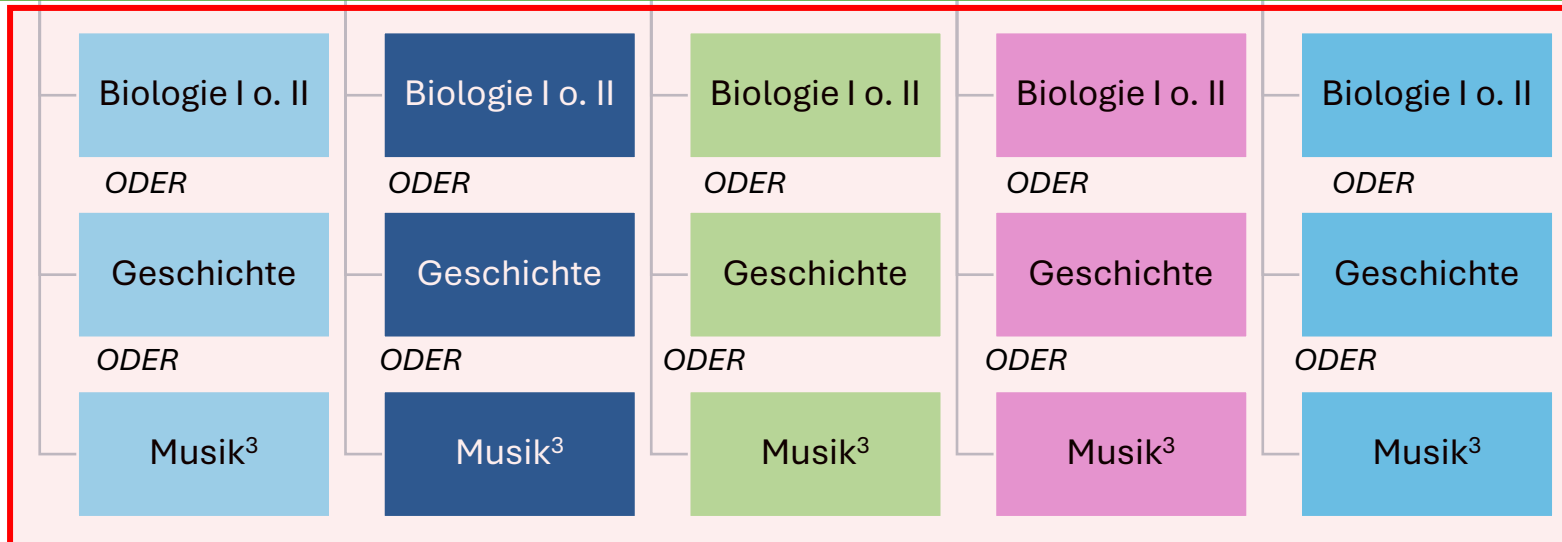 Biologie I o. II Biologie I o. II Biologie I o. II Biologie I o. II Biologie I o. II
ODER ODER ODER ODER ODER
Geschichte Geschichte Geschichte Geschichte Geschichte
ODER ODER ODER ODER ODER
Musik³ Musik³ Musik³ Musik³ Musik³